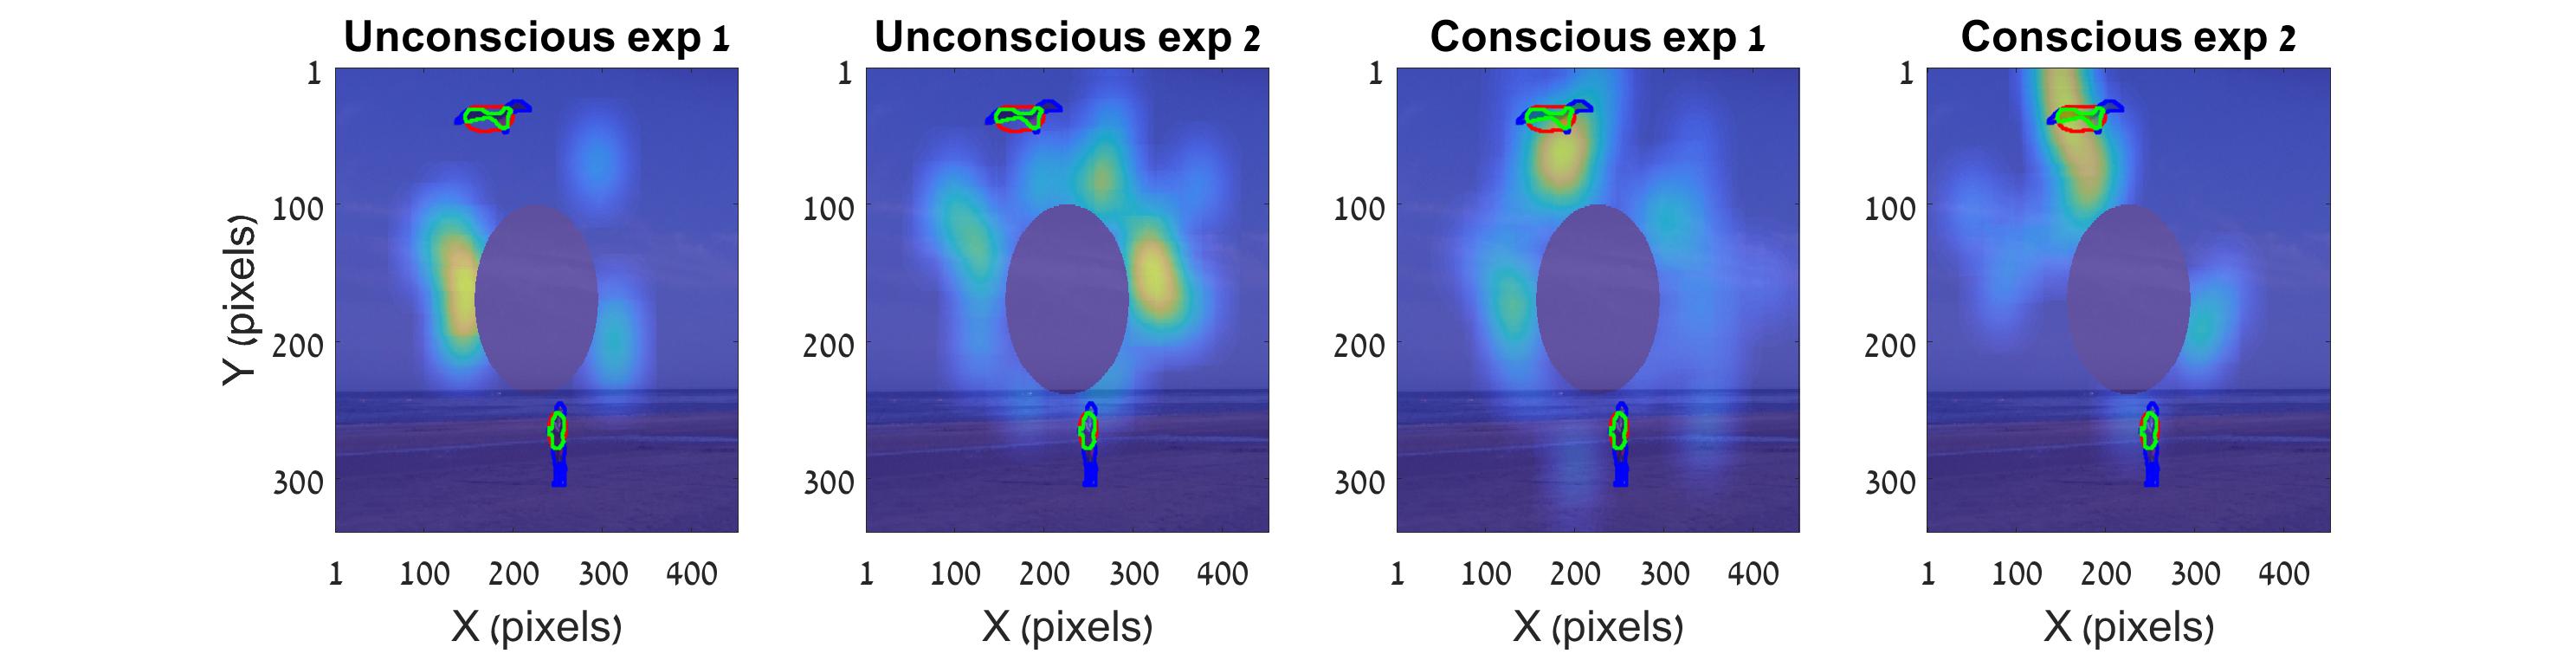 Unconscious exp 1 Unconscious exp 2 Conscious exp 1 Conscious exp 2
Y (pixels)
1 1 1 1
100 100 100 100
200 200 200 200
300 300 300 300
1 100 200 300 400 1 100 200 300 400 1 100 200 300 400 1 100 200 300 400
X (pixels) X (pixels) X (pixels) X (pixels)